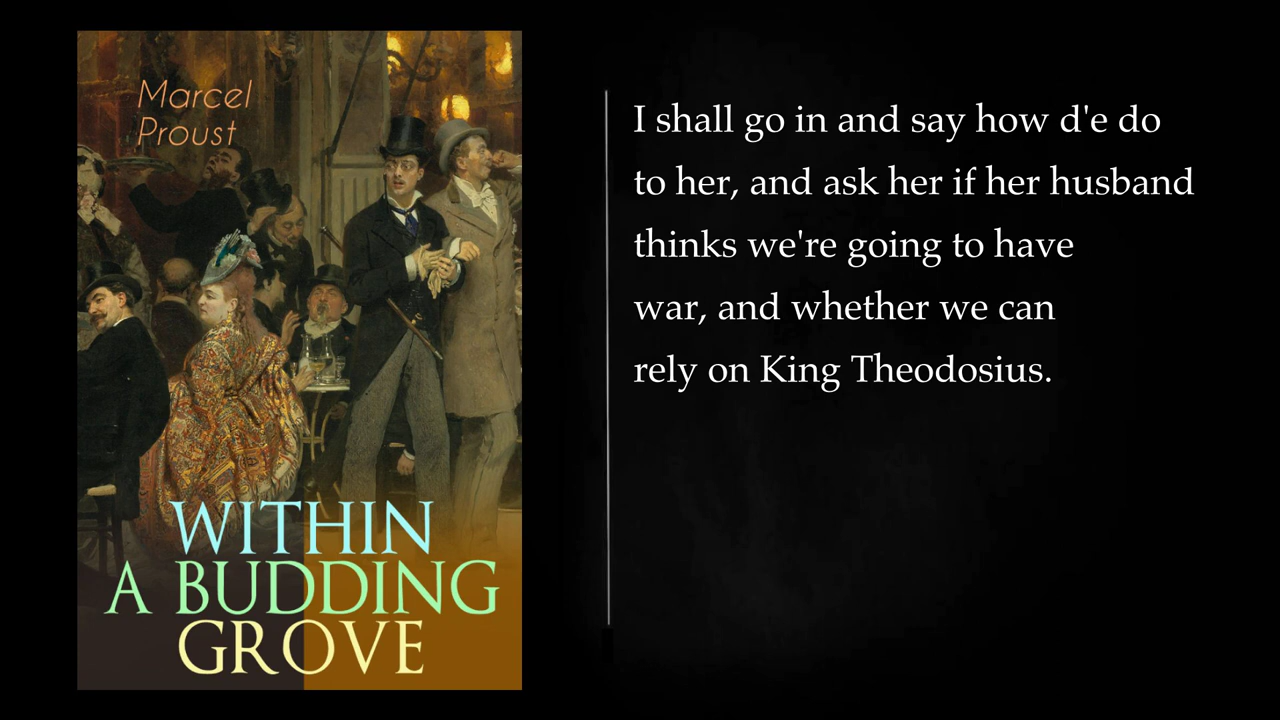 Marcel
Proust
WITHIN
A BUDDING
GROVE
I shall go in and say how d'e do
to her, and ask her if her husband
thinks we're going to have
war, and whether we can
rely on King Theodosius.